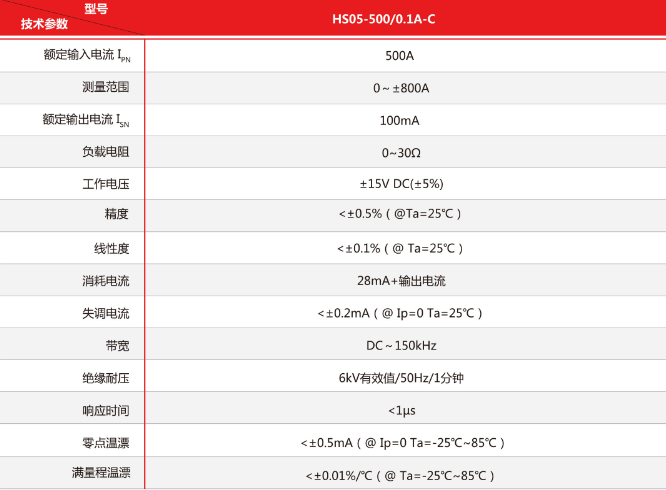 型号
技术参数 HS05-500/0.1A-C
额定输入电流 IPN 500A
测量范围 0～±800A
额定输出电流 ISN 100mA
负载电阻 0~30Ω
工作电压 ±15V DC(±5%)
精度 <±0.5%（@Ta=25℃）
线性度 <±0.1%（@ Ta=25℃）
消耗电流 28mA+输出电流
失调电流 <±0.2mA（@ Ip=0 Ta=25℃）
带宽 DC～150kHz
绝缘耐压 6kV有效值/50Hz/1分钟
响应时间 <1μs
零点温漂 <±0.5mA（@ Ip=0 Ta=-25℃~85℃）
满量程温漂 <±0.01%/℃（@ Ta=-25℃~85℃）